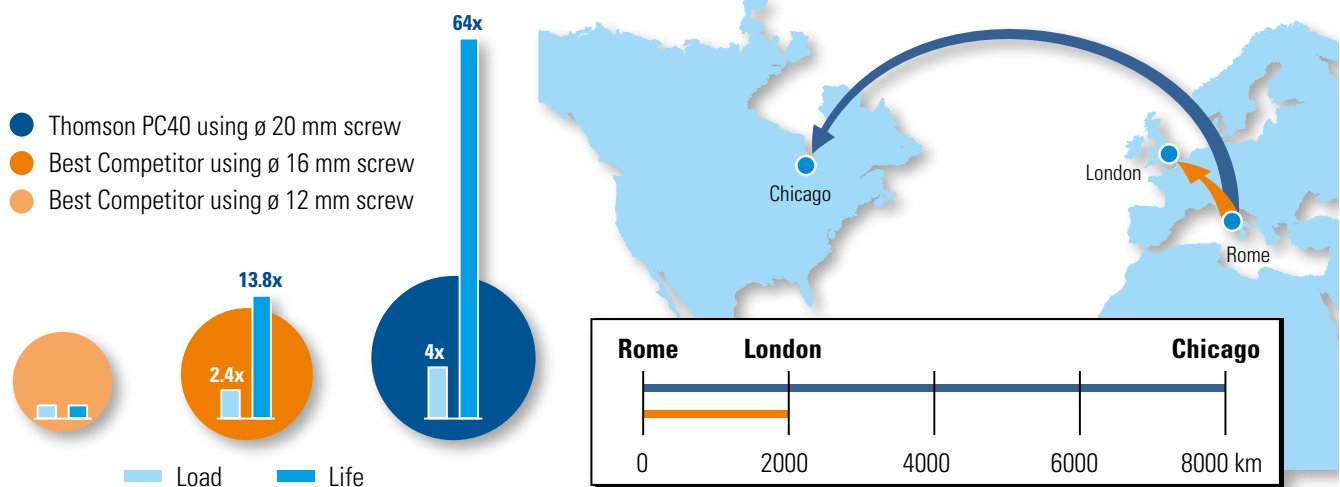 64x
Thomson PC40 using ø 20 mm screw
Best Competitor using ø 16 mm screw
Best Competitor using ø 12 mm screw
13.8x
2.4x
4x
Load Life
Chicago
London
Rome
Rome London Chicago
0 2000 4000 6000 8000 km